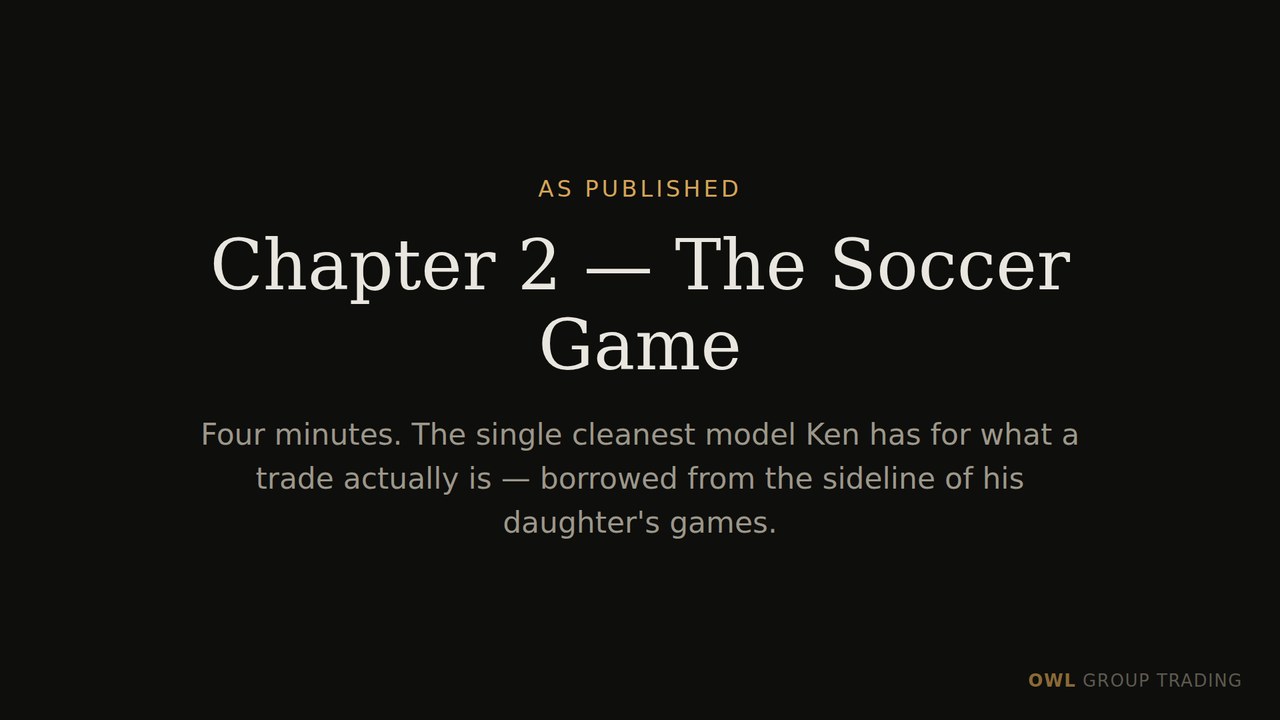 AS PUBLISHED
Chapter 2 — The Soccer
Game
Four minutes. The single cleanest model Ken has for what a
trade actually is — borrowed from the sideline of his
daughter's games.
OWL GROUP TRADING